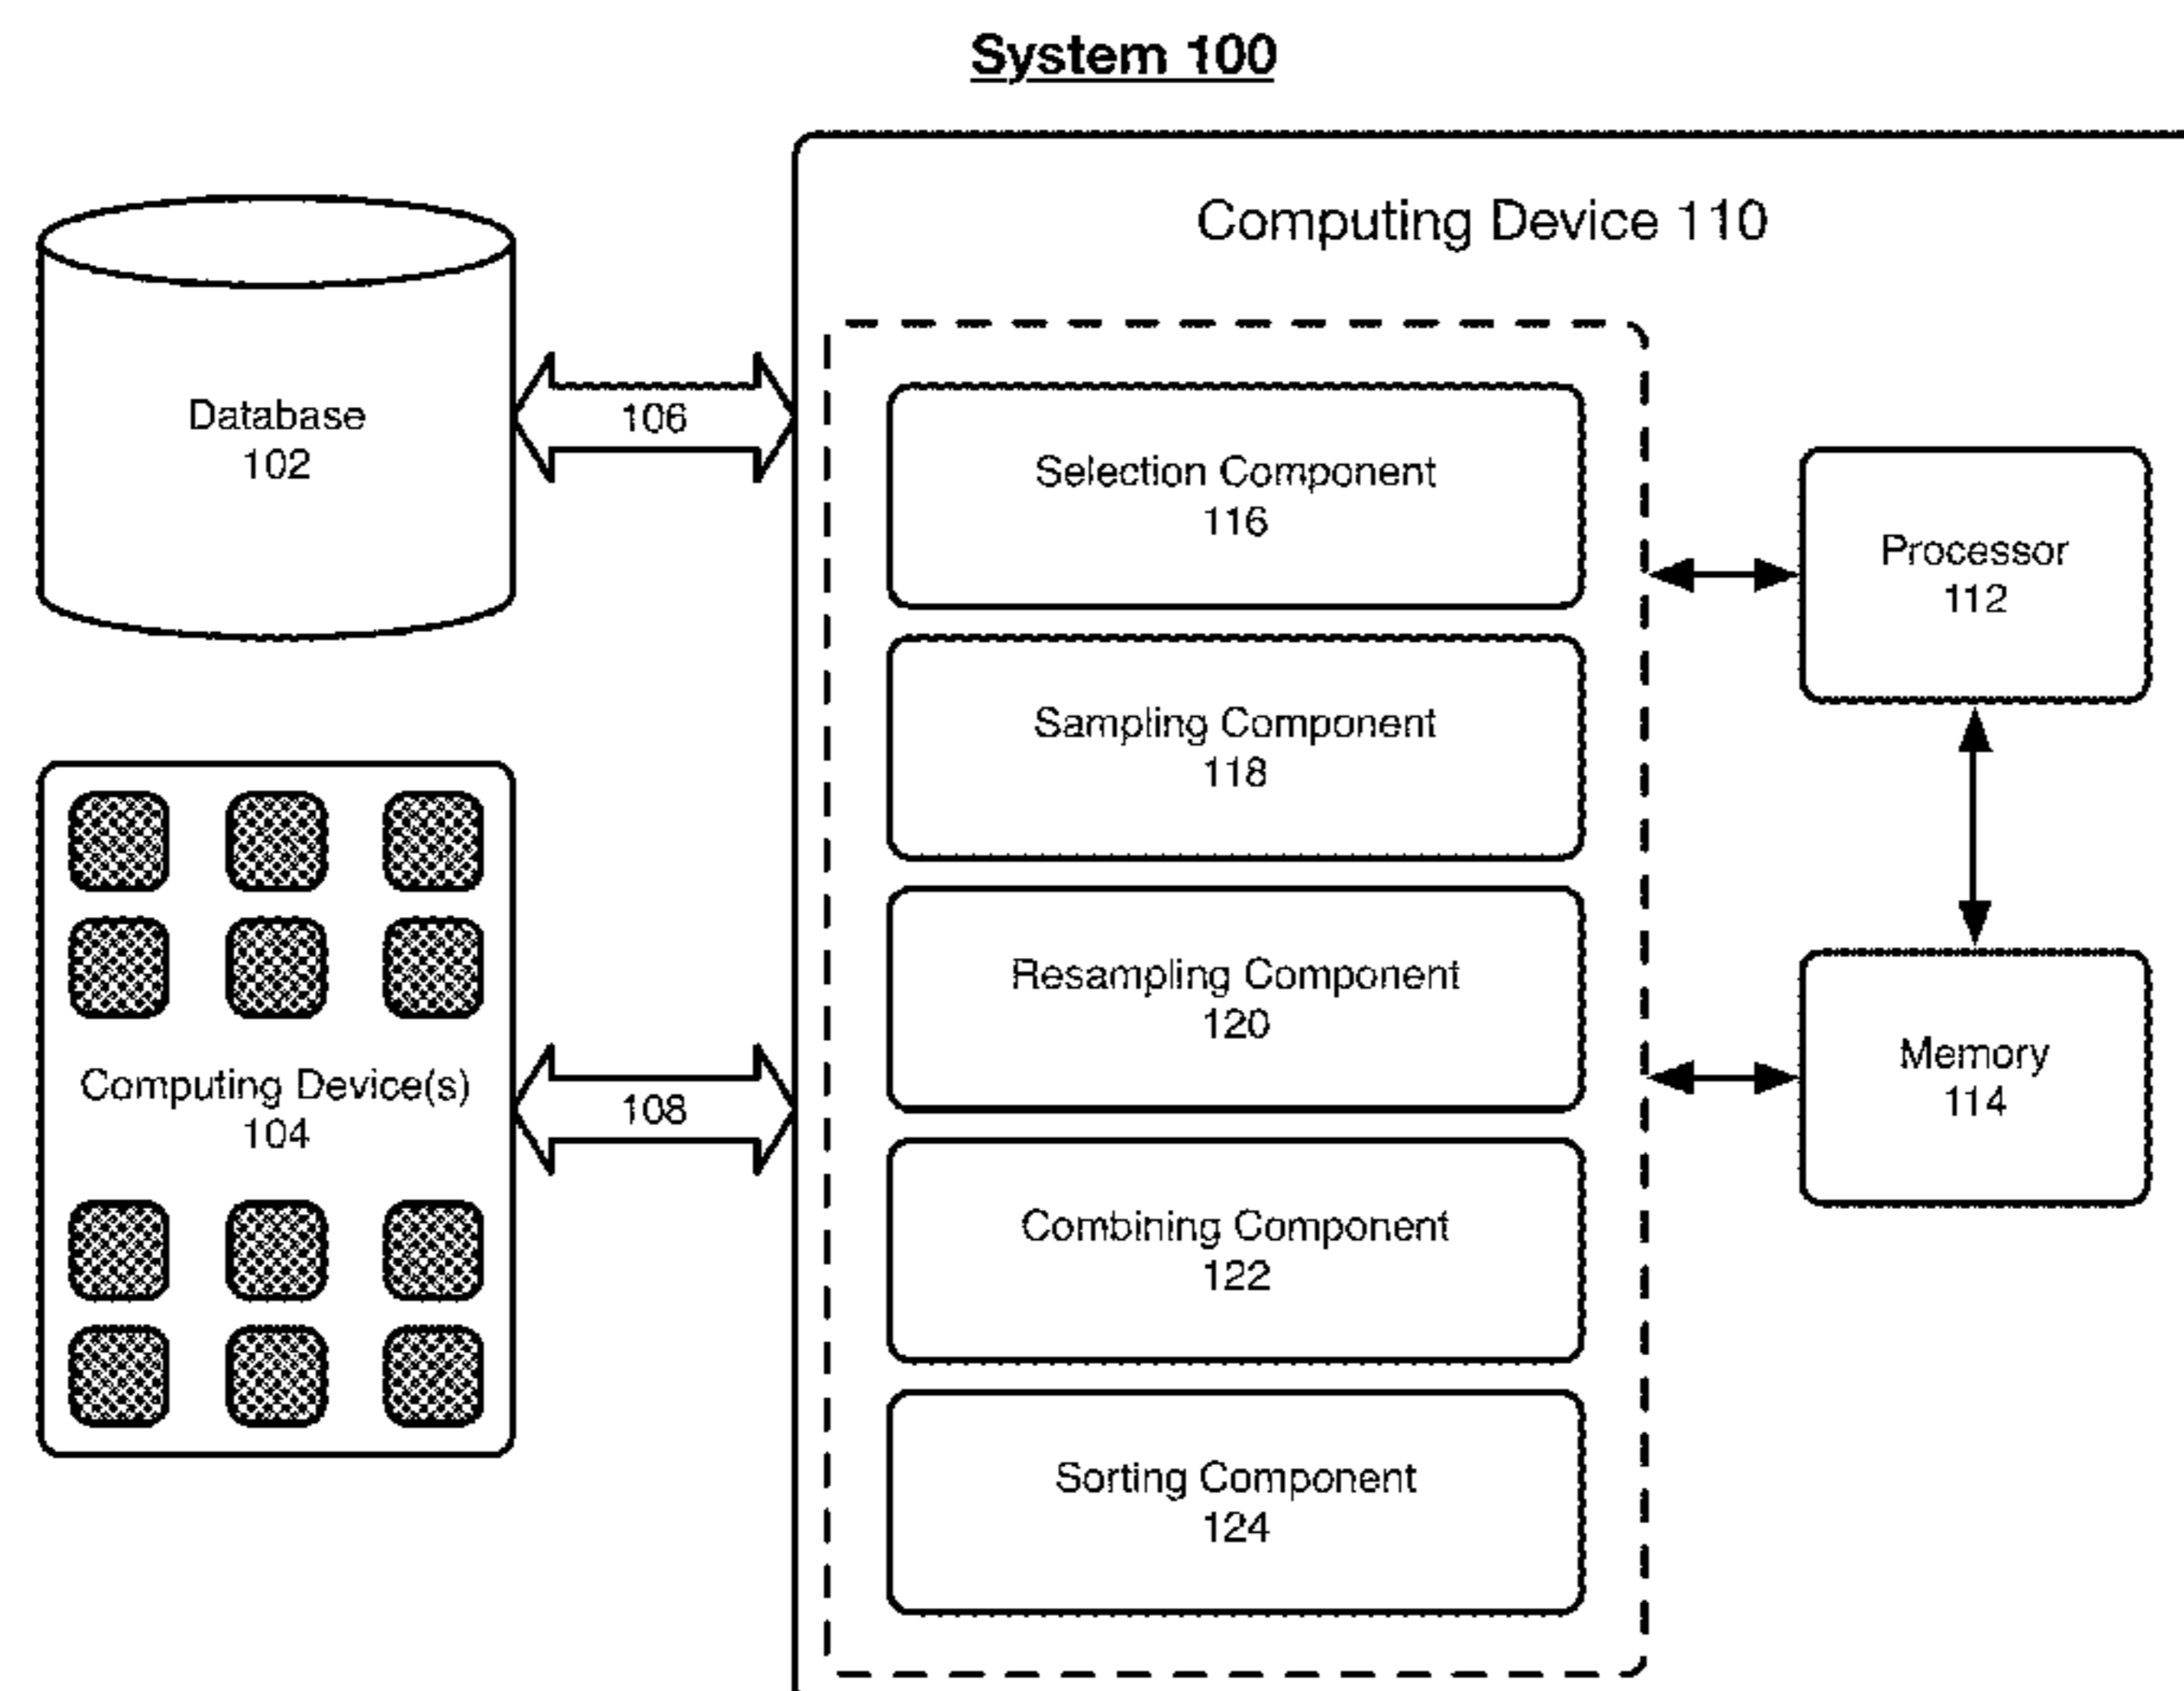 System 100
Computing Device 110
Database
102
106
Selection Component
116
Processor
112
Sampling Component
118
Computing Device(s)
104
108
Resampling Component
120
Memory
114
Combining Component
122
Sorting Component
124